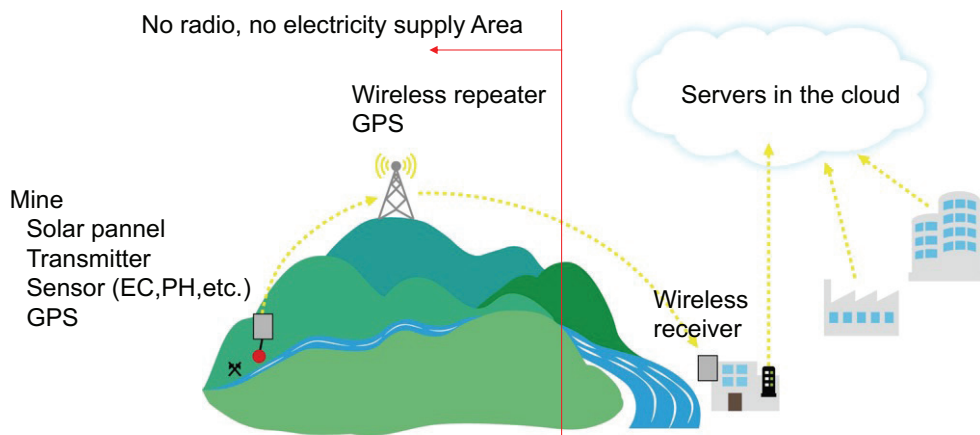 No radio, no electricity supply Area
Wireless repeater
GPS
Servers in the cloud
Mine
Solar pannel
Transmitter
Sensor (EC,PH,etc.)
GPS
Wireless
receiver